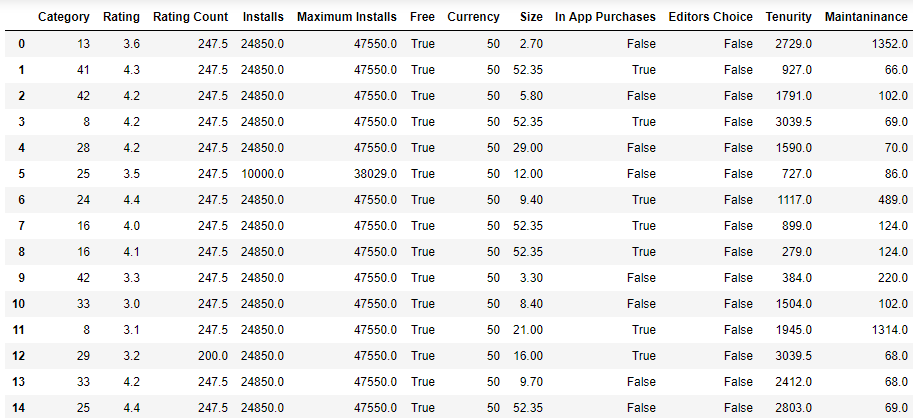 Category Rating Rating Count Installs Maximum Installs Free Currency Size In App Purchases Editors Choice Tenurity Maintaninance
0 13 3.6 247.5 24850.0 47550.0 True 50 2.70 False False 2729.0 1352.0
1 41 4.3 247.5 24850.0 47550.0 True 50 52.35 True False 927.0 66.0
2 42 4.2 247.5 24850.0 47550.0 True 50 5.80 False False 1791.0 102.0
3 8 4.2 247.5 24850.0 47550.0 True 50 52.35 True False 3039.5 69.0
4 28 4.2 247.5 24850.0 47550.0 True 50 29.00 False False 1590.0 70.0
5 25 3.5 247.5 10000.0 38029.0 True 50 12.00 False False 727.0 86.0
6 24 4.4 247.5 24850.0 47550.0 True 50 9.40 True False 1117.0 489.0
7 16 4.0 247.5 24850.0 47550.0 True 50 52.35 True False 899.0 124.0
8 16 4.1 247.5 24850.0 47550.0 True 50 52.35 True False 279.0 124.0
9 42 3.3 247.5 24850.0 47550.0 True 50 3.30 False False 384.0 220.0
10 33 3.0 247.5 24850.0 47550.0 True 50 8.40 False False 1504.0 102.0
11 8 3.1 247.5 24850.0 47550.0 True 50 21.00 True False 1945.0 1314.0
12 29 3.2 200.0 24850.0 47550.0 True 50 16.00 True False 3039.5 68.0
13 33 4.2 247.5 24850.0 47550.0 True 50 9.70 False False 2412.0 68.0
14 25 4.4 247.5 24850.0 47550.0 True 50 52.35 False False 2803.0 69.0